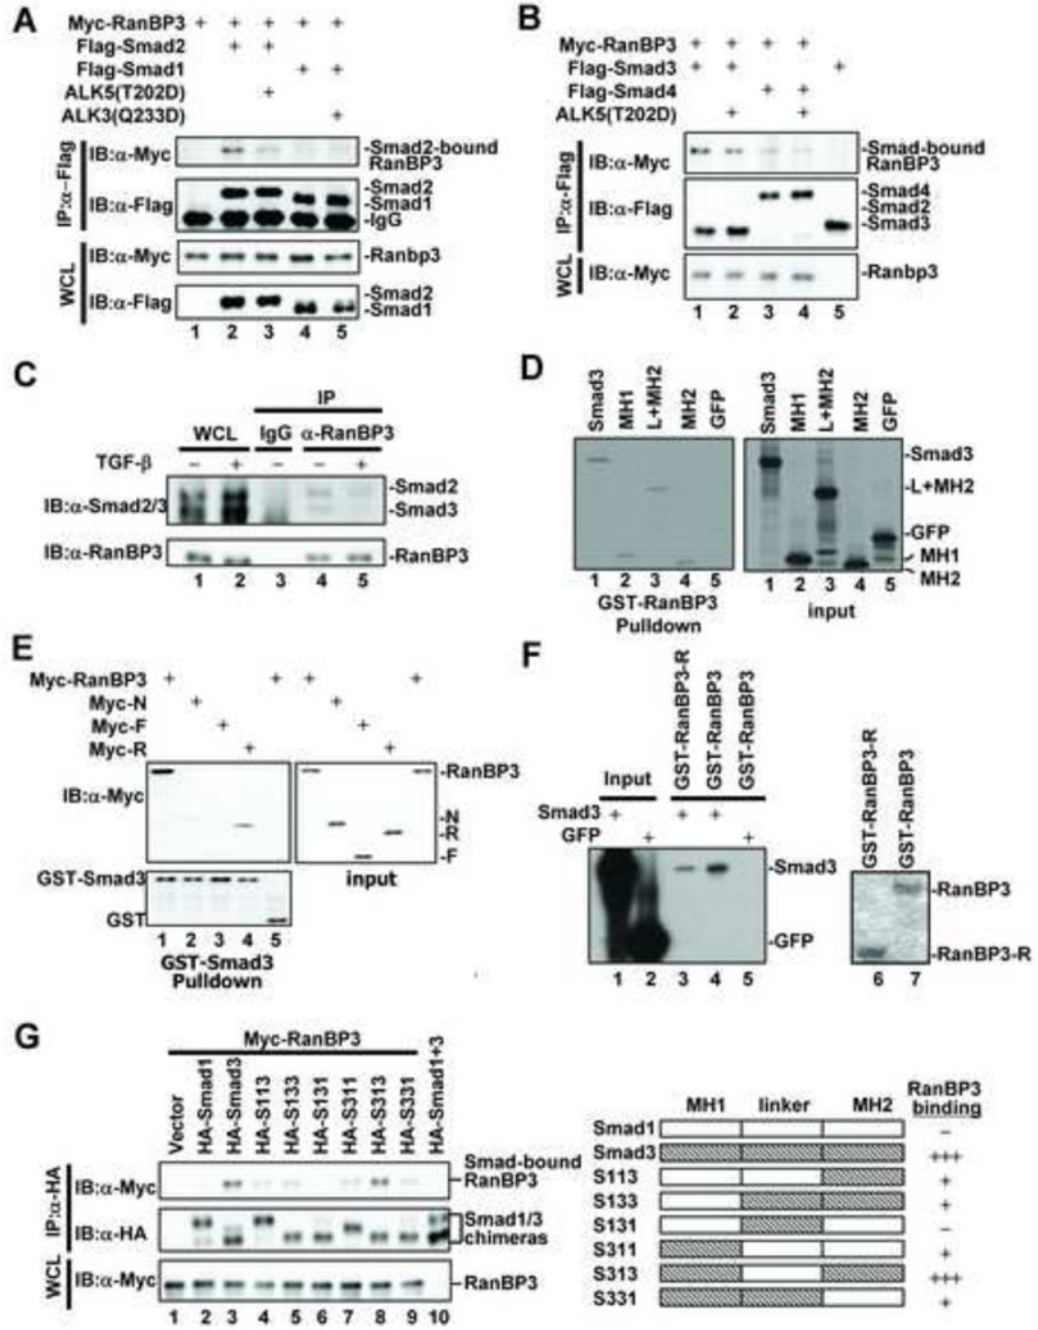 A
Myc-RanBP3 + + + + +
Flag-Smad2 + +
Flag-Smad1 + +
ALK5(T202D) +
ALK3(Q233D) +
IP:α-Flag
IB:α-Myc
-Smad2-bound
RanBP3
IB:α-Flag
-Smad2
-Smad1
-IgG
WCL
IB:α-Myc
-Ranbp3
IB:α-Flag
-Smad2
-Smad1
1 2 3 4 5
B
Myc-RanBP3 + + + +
Flag-Smad3 + + +
Flag-Smad4 + +
ALK5(T202D) + +
IP:α-Flag
IB:α-Myc
-Smad-bound
RanBP3
IB:α-Flag
-Smad4
-Smad2
-Smad3
WCL
IB:α-Myc
-Ranbp3
1 2 3 4 5
C
IP
WCL IgG α-RanBP3
TGF-β − + − − +
IB:α-Smad2/3
-Smad2
-Smad3
IB:α-RanBP3
-RanBP3
1 2 3 4 5
D
Smad3 MH1 L+MH2 MH2 GFP
Smad3 MH1 L+MH2 MH2 GFP
-Smad3
-L+MH2
-GFP
MH1
MH2
1 2 3 4 5
1 2 3 4 5
GST-RanBP3
Pulldown
input
E
Myc-RanBP3 + + + +
Myc-N + +
Myc-F + +
Myc-R + +
IB:α-Myc
-RanBP3
-N
-R
-F
input
GST-Smad3
GST
1 2 3 4 5
GST-Smad3
Pulldown
F
GST-RanBP3-R GST-RanBP3 GST-RanBP3
Input
Smad3 + + +
GFP + +
-Smad3
-GFP
1 2 3 4 5
GST-RanBP3-R GST-RanBP3
-RanBP3
-RanBP3-R
6 7
G
Myc-RanBP3
Vector HA-Smad1 HA-Smad3 HA-S113 HA-S133 HA-S131 HA-S311 HA-S313 HA-S331 HA-Smad1+3
IP:α-HA
IB:α-Myc
Smad-bound
RanBP3
IB:α-HA
Smad1/3
chimeras
WCL
IB:α-Myc
RanBP3
1 2 3 4 5 6 7 8 9 10
MH1 linker MH2 RanBP3
binding
Smad1 −
Smad3 +++
S113 +
S133 +
S131 −
S311 +
S313 +++
S331 +